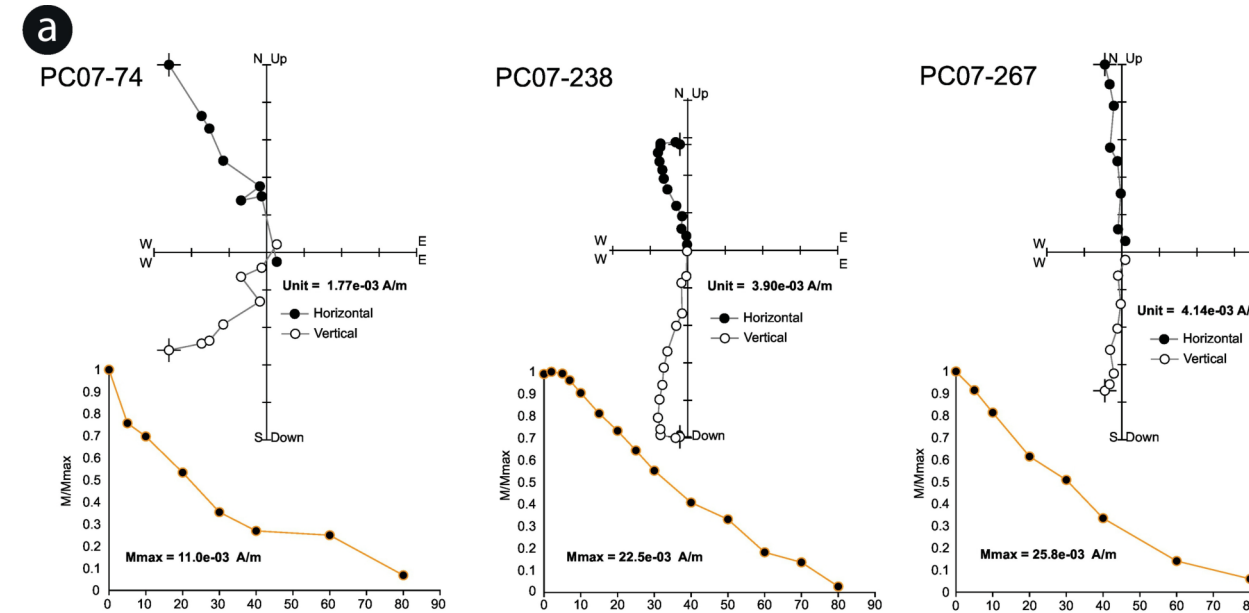 a
PC07-74
N Up
W E
W E
Unit = 1.77e-03 A/m
Horizontal
Vertical
S Down
M/Mmax
1
0.9
0.8
0.7
0.6
0.5
0.4
0.3
0.2
0.1
0
Mmax = 11.0e-03 A/m
0 10 20 30 40 50 60 70 80 90
PC07-238
N Up
W E
W E
Unit = 3.90e-03 A/m
Horizontal
Vertical
Down
M/Mmax
1
0.9
0.8
0.7
0.6
0.5
0.4
0.3
0.2
0.1
0
Mmax = 22.5e-03 A/m
0 10 20 30 40 50 60 70 80 90
PC07-267
N Up
W
W
Unit = 4.14e-03 A/
Horizontal
Vertical
S Down
M/Mmax
1
0.9
0.8
0.7
0.6
0.5
0.4
0.3
0.2
0.1
0
Mmax = 25.8e-03 A/m
0 10 20 30 40 50 60 70